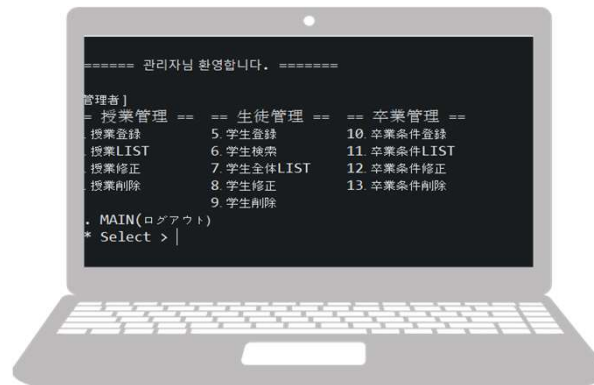 ====== 관리자님 환영합니다. =======
管理者]
= 授業管理 == == 生徒管理 == == 卒業管理 ==
. 授業登録 5. 学生登録 10. 卒業条件登録
. 授業LIST 6. 学生検索 11. 卒業条件LIST
. 授業修正 7. 学生全体LIST 12. 卒業条件修正
. 授業削除 8. 学生修正 13. 卒業条件削除
9. 学生削除
. MAIN(ログアウト)
* Select >